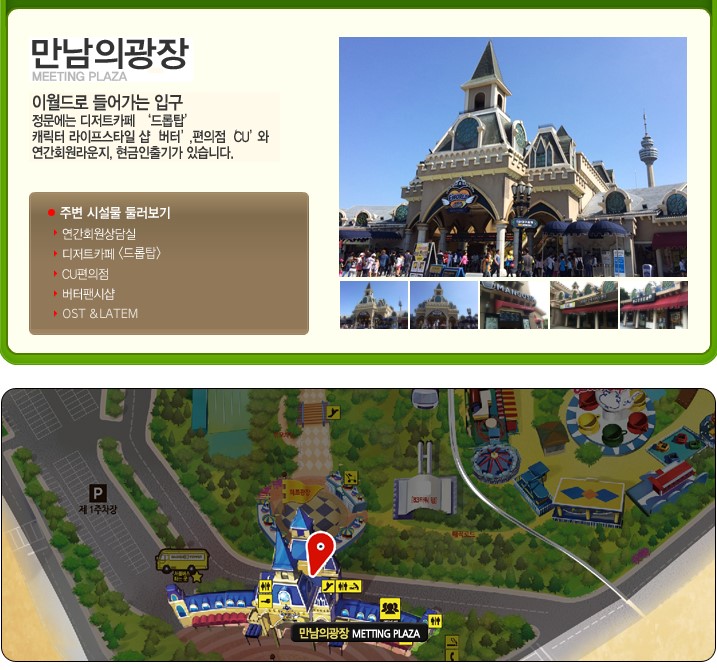 만남의광장
MEETING PLAZA
이월드로 들어가는 입구
정문에는 디저트카페 ‘드롭탑’
캐릭터 라이프스타일 샵 버터’ ,편의점 CU’ 와
연간회원라운지, 현금인출기가 있습니다.
주변 시설물 둘러보기
연간회원상담실
디저트카페 <드롭탑>
CU편의점
버터팬시샵
OST &LATEM
WORLD
P
제 1주차장
만남의광장 METTING PLAZA